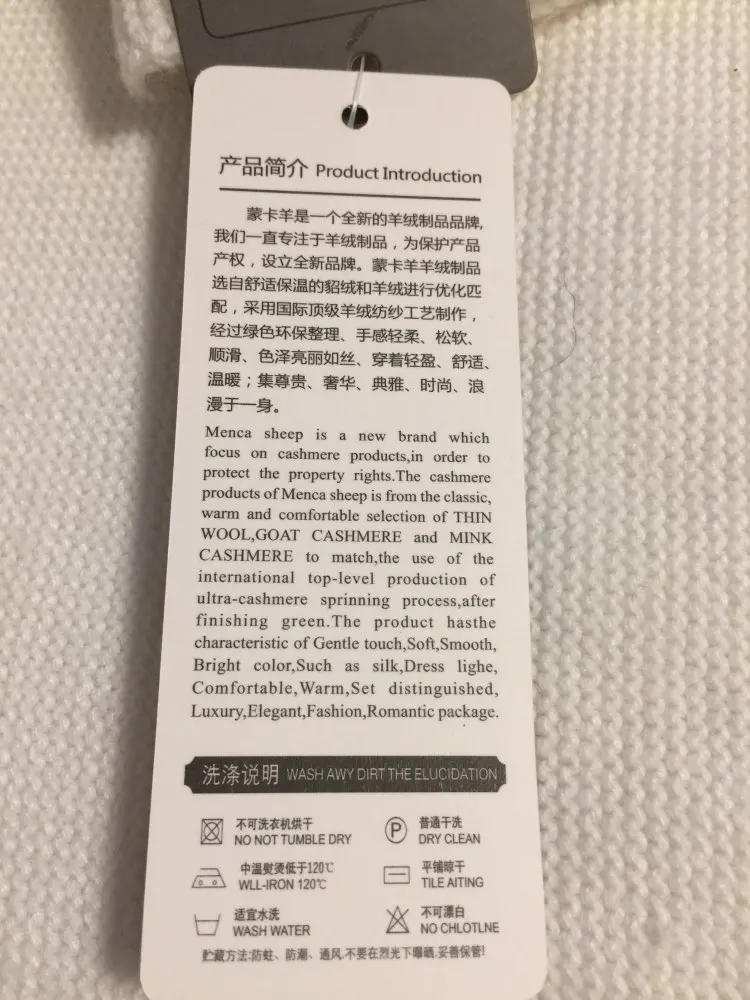 产品简介 Product Introduction
蒙卡羊是一个全新的羊绒制品品牌,
我们一直专注于羊绒制品，为保护产品
产权，设立全新品牌。蒙卡羊羊绒制品
选自舒适保温的貂绒和羊绒进行优化匹
配，采用国际顶级羊绒纺纱工艺制作，
经过绿色环保整理、手感轻柔、松软、
顺滑、色泽亮丽如丝、穿着轻盈、舒适、
温暖；集尊贵、奢华、典雅、时尚、浪
漫于一身。
Menca sheep is a new brand which
focus on cashmere products,in order to
protect the property rights.The cashmere
products of Menca sheep is from the classic,
warm and comfortable selection of THIN
WOOL,GOAT CASHMERE and MINK
CASHMERE to match,the use of the
international top-level production of
ultra-cashmere sprinning process,after
finishing green.The product hasthe
characteristic of Gentle touch,Soft,Smooth,
Bright color,Such as silk,Dress lighe,
Comfortable,Warm,Set distinguished,
Luxury,Elegant,Fashion,Romantic package.
洗涤说明 WASH AWY DIRT THE ELUCIDATION
不可洗衣机烘干
NO NOT TUMBLE DRY
P
普通干洗
DRY CLEAN
中温熨烫低于120℃
WLL-IRON 120℃
平铺晾干
TILE AITING
适宜水洗
WASH WATER
不可漂白
NO CHLOTLNE
贮藏方法:防蛀、防潮、通风.不要在烈光下曝晒.妥善保管!